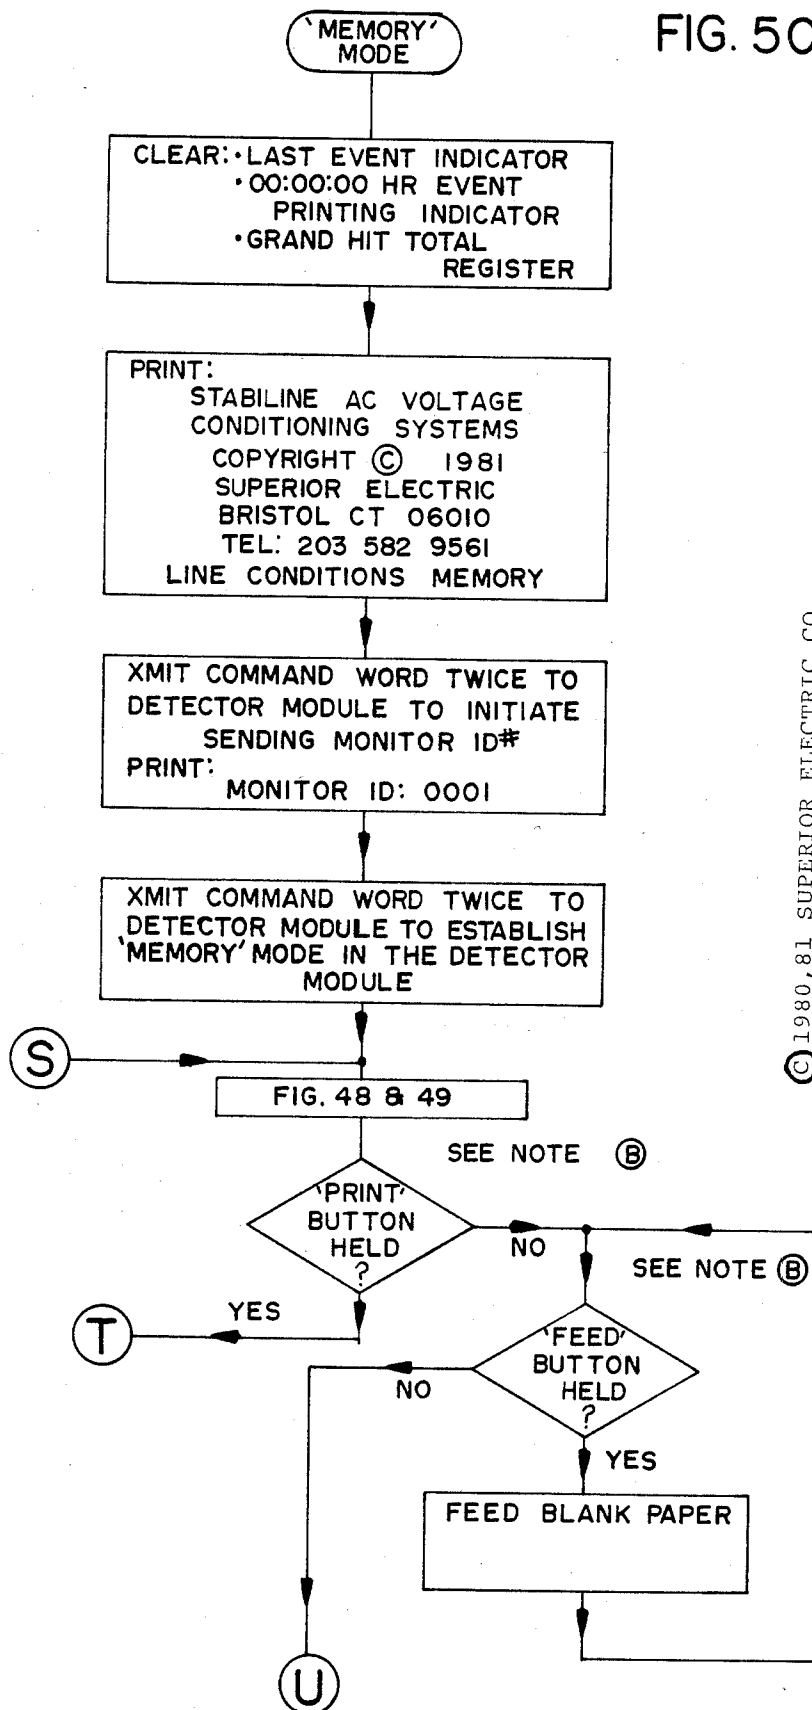 'MEMORY'
MODE
FIG. 50
CLEAR: • LAST EVENT INDICATOR
• 00:00:00 HR EVENT
PRINTING INDICATOR
• GRAND HIT TOTAL
REGISTER
PRINT:
STABILINE AC VOLTAGE
CONDITIONING SYSTEMS
COPYRIGHT © 1981
SUPERIOR ELECTRIC
BRISTOL CT 06010
TEL: 203 582 9561
LINE CONDITIONS MEMORY
XMIT COMMAND WORD TWICE TO
DETECTOR MODULE TO INITIATE
SENDING MONITOR ID#
PRINT:
MONITOR ID: 0001
XMIT COMMAND WORD TWICE TO
DETECTOR MODULE TO ESTABLISH
'MEMORY' MODE IN THE DETECTOR
MODULE
S
FIG. 48 & 49
SEE NOTE Ⓑ
'PRINT'
BUTTON
HELD
?
NO
YES
T
SEE NOTE Ⓑ
'FEED'
BUTTON
HELD
?
NO
YES
FEED BLANK PAPER
U
© 1980,81 SUPERIOR ELECTRIC CO